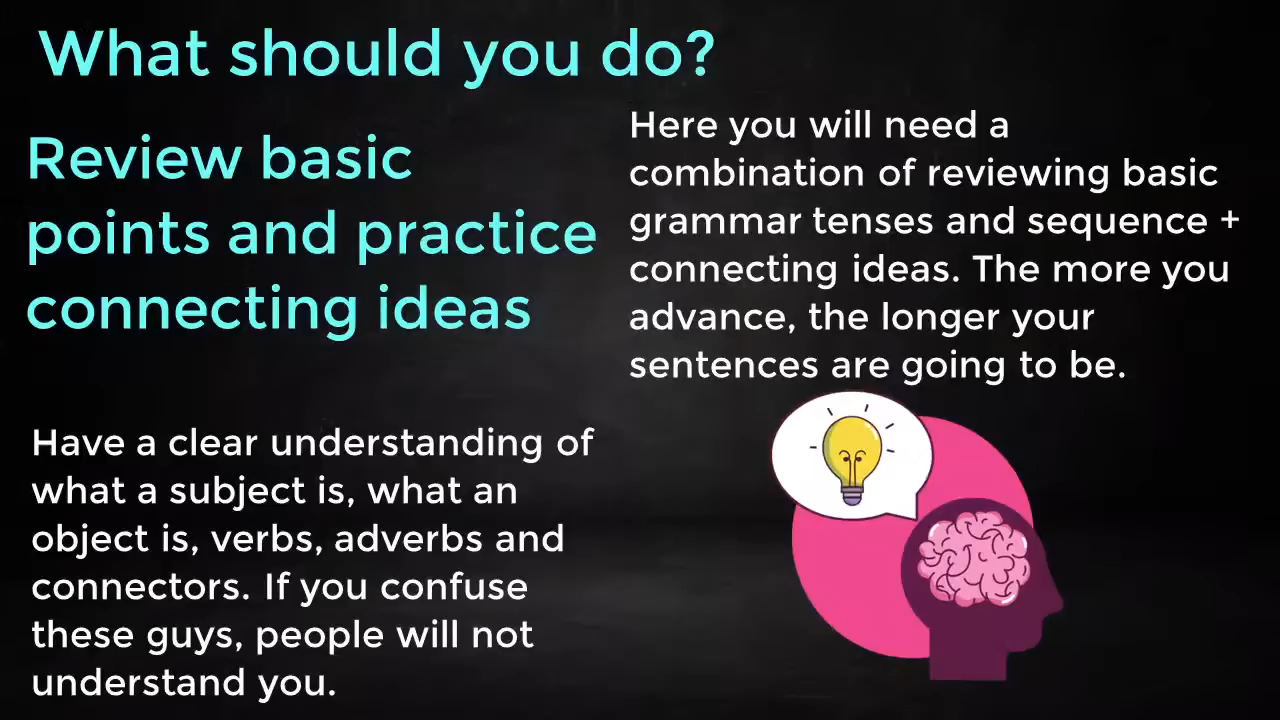 What should you do?
Review basic
points and practice
connecting ideas
Here you will need a
combination of reviewing basic
grammar tenses and sequence +
connecting ideas. The more you
advance, the longer your
sentences are going to be.
Have a clear understanding of
what a subject is, what an
object is, verbs, adverbs and
connectors. If you confuse
these guys, people will not
understand you.